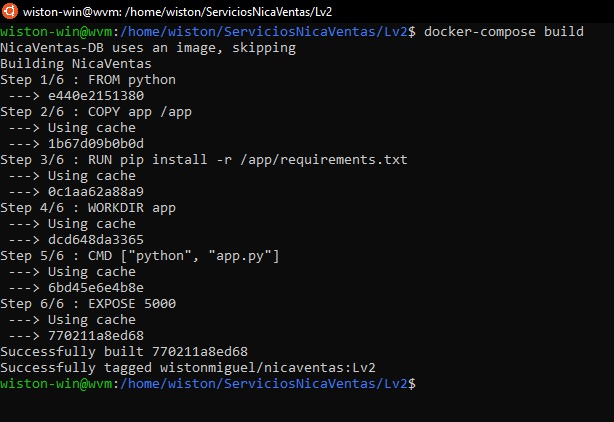 wiston-win@wvm: /home/wiston/ServiciosNicaVentas/Lv2
wiston-win@wvm:/home/wiston/ServiciosNicaVentas/Lv2$ docker-compose build
NicaVentas-DB uses an image, skipping
Building NicaVentas
Step 1/6 : FROM python
 ---> e440e2151380
Step 2/6 : COPY app /app
 ---> Using cache
 ---> 1b67d09b0b0d
Step 3/6 : RUN pip install -r /app/requirements.txt
 ---> Using cache
 ---> 0c1aa62a88a9
Step 4/6 : WORKDIR app
 ---> Using cache
 ---> dcd648da3365
Step 5/6 : CMD ["python", "app.py"]
 ---> Using cache
 ---> 6bd45e6e4b8e
Step 6/6 : EXPOSE 5000
 ---> Using cache
 ---> 770211a8ed68
Successfully built 770211a8ed68
Successfully tagged wistonmiguel/nicaventas:Lv2
wiston-win@wvm:/home/wiston/ServiciosNicaVentas/Lv2$